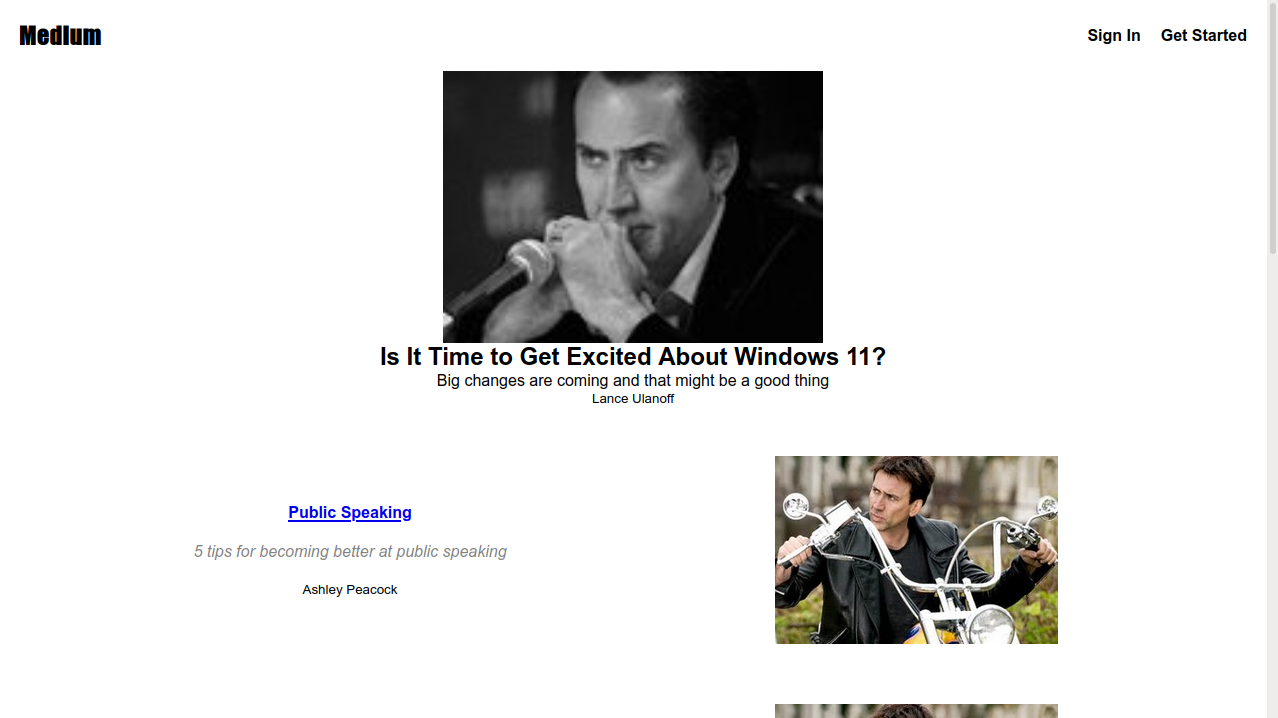 Medium
Sign In
Get Started
Is It Time to Get Excited About Windows 11?
Big changes are coming and that might be a good thing
Lance Ulanoff
Public Speaking
5 tips for becoming better at public speaking
Ashley Peacock